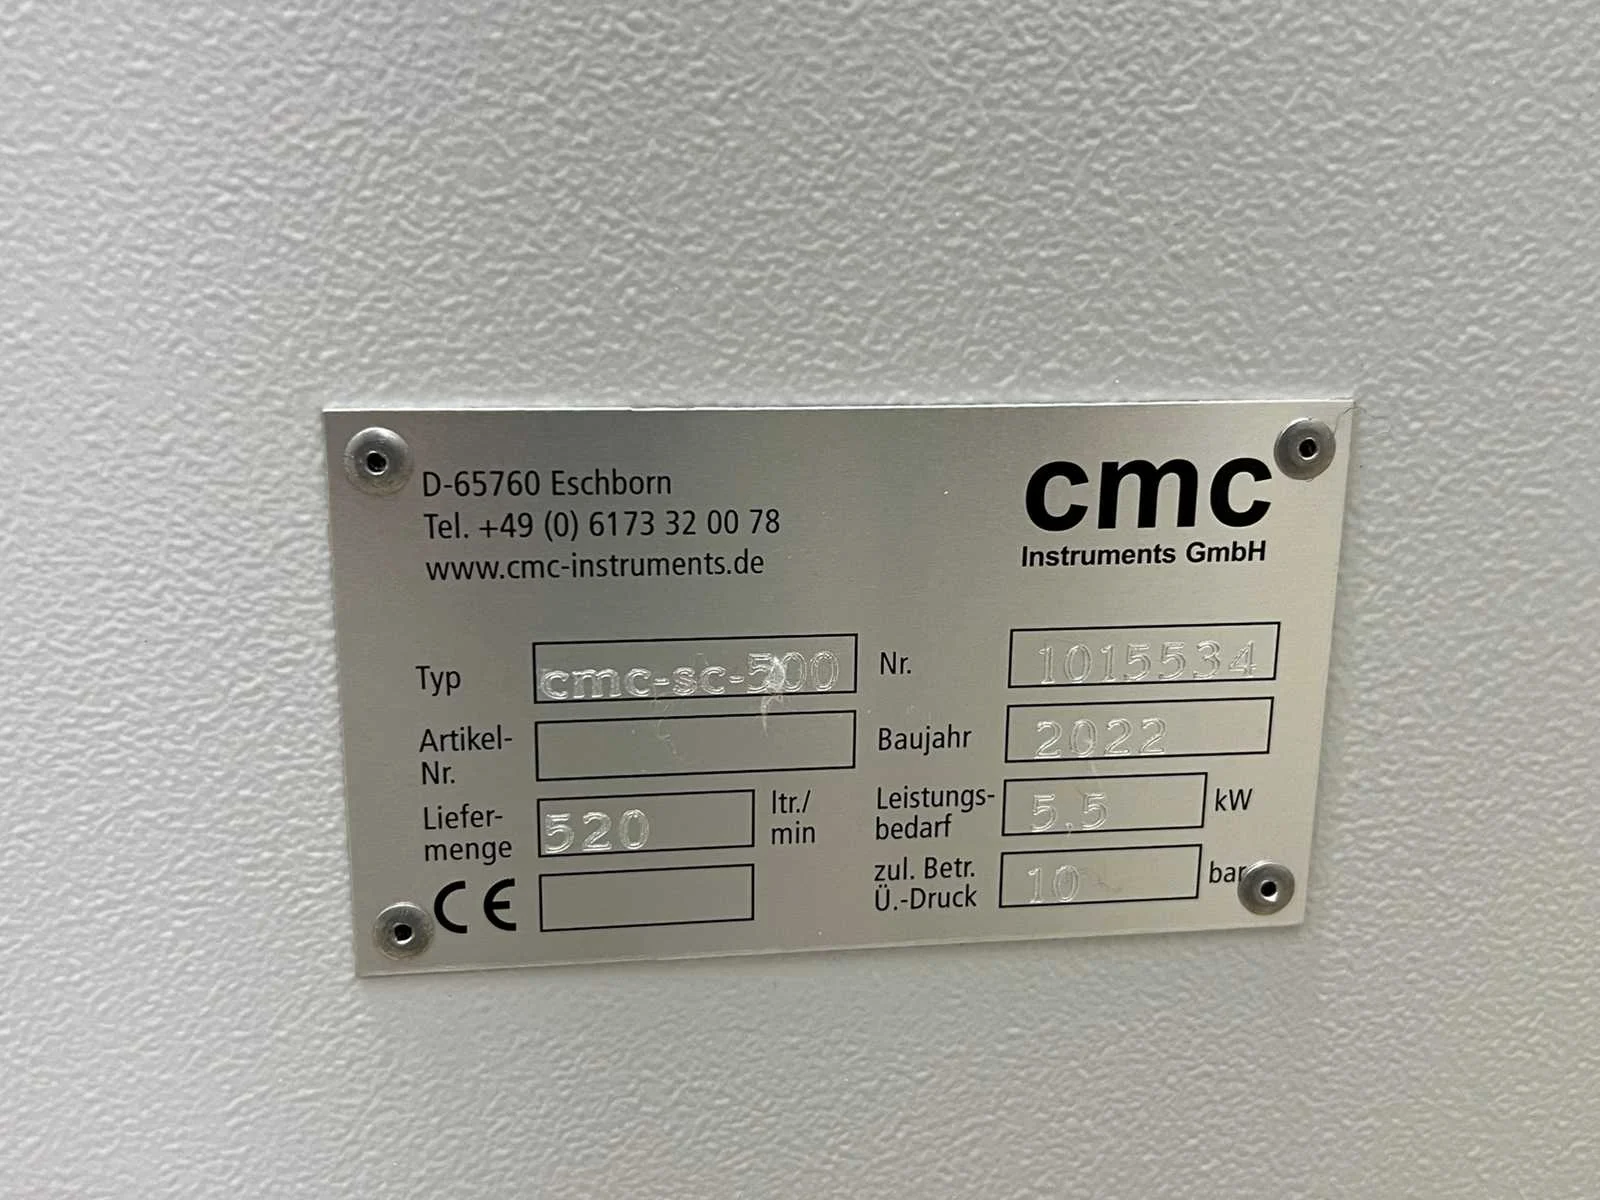 D-65760 Eschborn
Tel. +49 (0) 6173 32 00 78
www.cmc-instruments.de
cmc
Instruments GmbH
Typ cmc-sc-500
Nr. 1015534
Artikel-
Nr.
Baujahr 2022
Liefer-
menge 520 ltr./
min
Leistungs-
bedarf 5,5 kW
CE
zul. Betr.
Ü.-Druck 10 bar